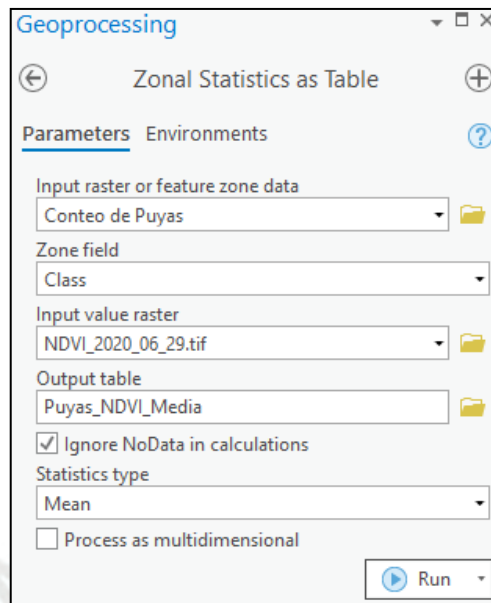 Geoprocessing
Zonal Statistics as Table
Parameters Environments
Input raster or feature zone data
Conteo de Puyas
Zone field
Class
Input value raster
NDVI_2020_06_29.tif
Output table
Puyas_NDVI_Media
Ignore NoData in calculations
Statistics type
Mean
Process as multidimensional
Run